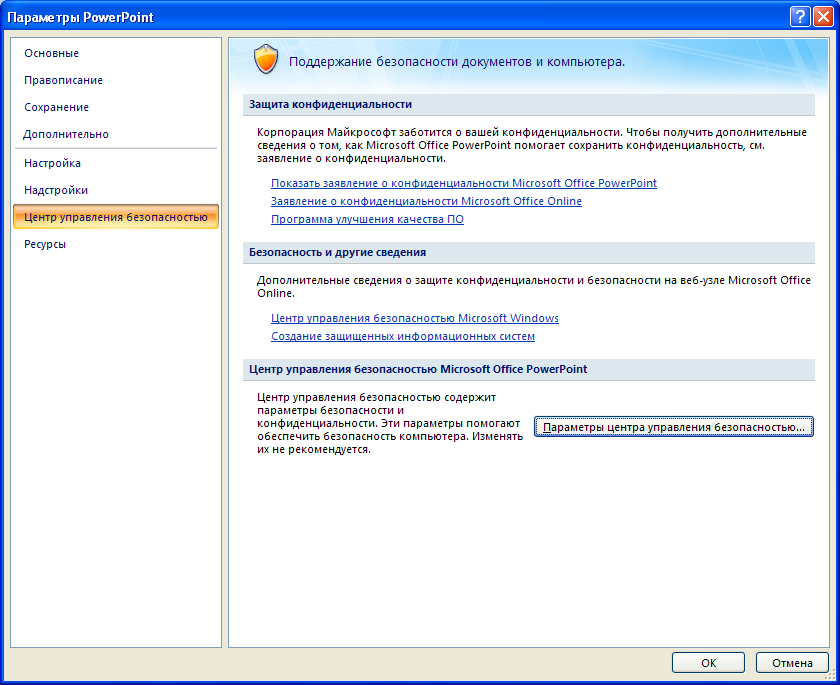 Параметры PowerPoint
Основные
Правописание
Сохранение
Дополнительно
Настройка
Надстройки
Центр управления безопасностью
Ресурсы
Поддержание безопасности документов и компьютера.
Защита конфиденциальности
Корпорация Майкрософт заботится о вашей конфиденциальности. Чтобы получить дополнительные
сведения о том, как Microsoft Office PowerPoint помогает сохранить конфиденциальность, см.
заявление о конфиденциальности.
Показать заявление о конфиденциальности Microsoft Office PowerPoint
Заявление о конфиденциальности Microsoft Office Online
Программа улучшения качества ПО
Безопасность и другие сведения
Дополнительные сведения о защите конфиденциальности и безопасности на веб-узле Microsoft Office
Online.
Центр управления безопасностью Microsoft Windows
Создание защищенных информационных систем
Центр управления безопасностью Microsoft Office PowerPoint
Центр управления безопасностью содержит
параметры безопасности и
конфиденциальности. Эти параметры помогают
обеспечить безопасность компьютера. Изменять
их не рекомендуется.
Параметры центра управления безопасностью...
ОК
Отмена